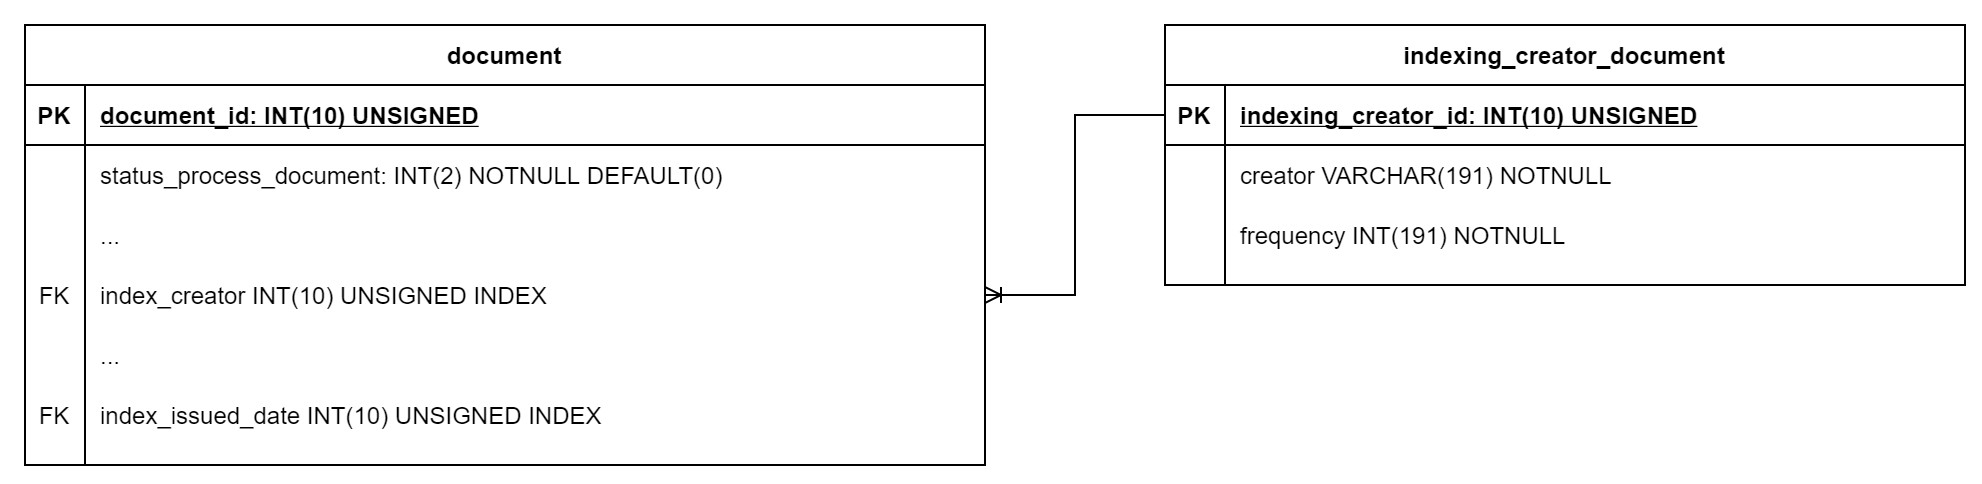 document
PK document_id: INT(10) UNSIGNED
status_process_document: INT(2) NOTNULL DEFAULT(0)
...
FK index_creator INT(10) UNSIGNED INDEX
...
FK index_issued_date INT(10) UNSIGNED INDEX
indexing_creator_document
PK indexing_creator_id: INT(10) UNSIGNED
creator VARCHAR(191) NOTNULL
frequency INT(191) NOTNULL